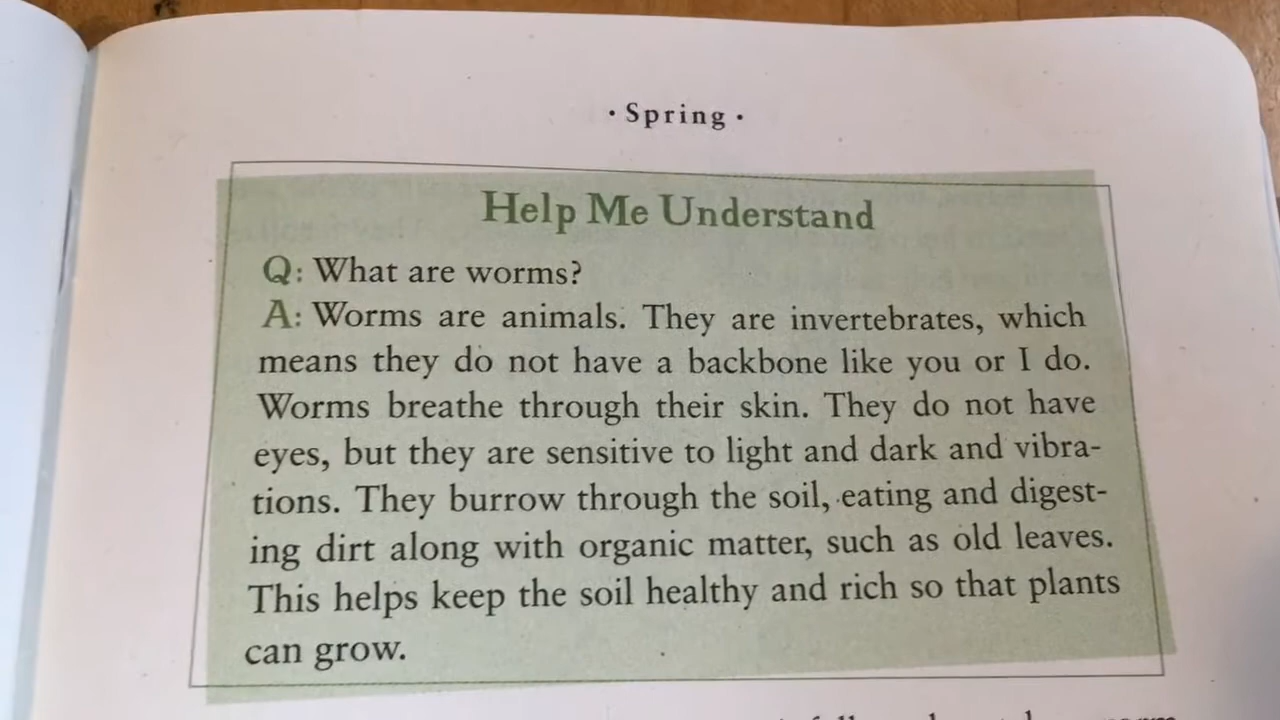 · Spring ·
Help Me Understand
Q: What are worms?
A: Worms are animals. They are invertebrates, which
means they do not have a backbone like you or I do.
Worms breathe through their skin. They do not have
eyes, but they are sensitive to light and dark and vibra-
tions. They burrow through the soil, eating and digest-
ing dirt along with organic matter, such as old leaves.
This helps keep the soil healthy and rich so that plants
can grow.